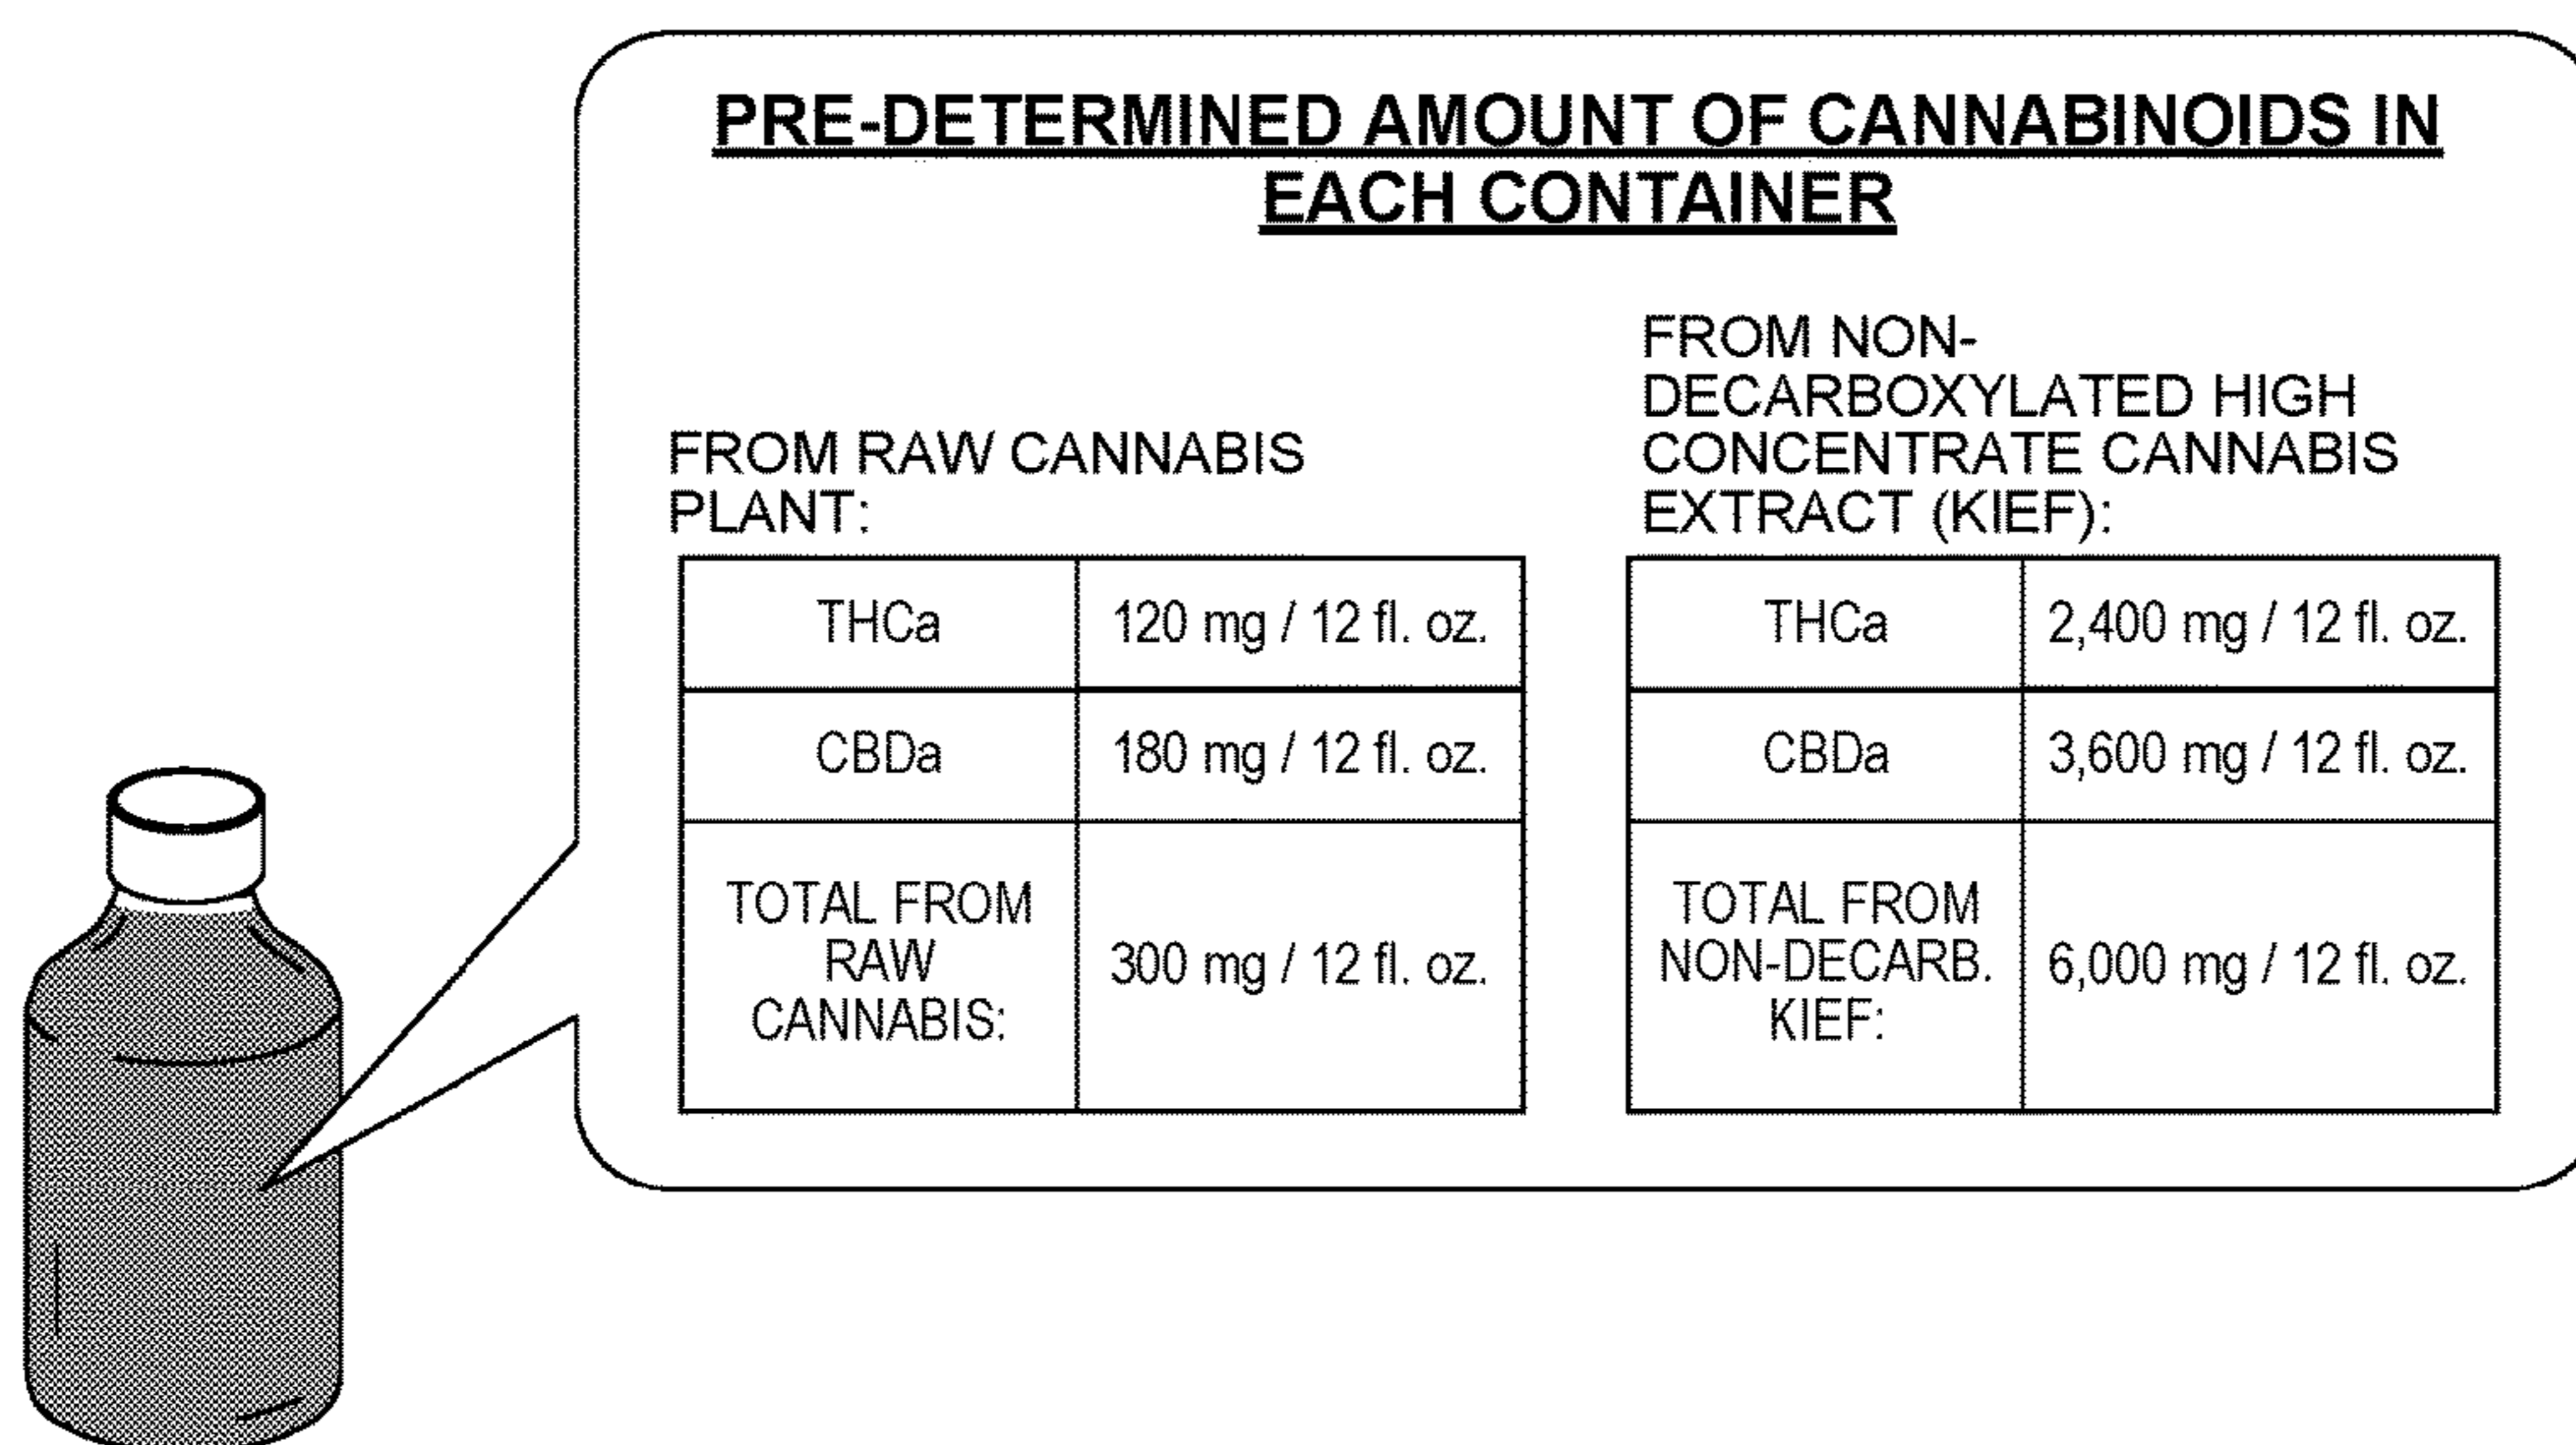 PRE-DETERMINED AMOUNT OF CANNABINOIDS IN
EACH CONTAINER
FROM RAW CANNABIS
PLANT:
THCa 120 mg / 12 fl. oz.
CBDa 180 mg / 12 fl. oz.
TOTAL FROM
RAW
CANNABIS:
300 mg / 12 fl. oz.
FROM NON-
DECARBOXYLATED HIGH
CONCENTRATE CANNABIS
EXTRACT (KIEF):
THCa 2,400 mg / 12 fl. oz.
CBDa 3,600 mg / 12 fl. oz.
TOTAL FROM
NON-DECARB.
KIEF:
6,000 mg / 12 fl. oz.